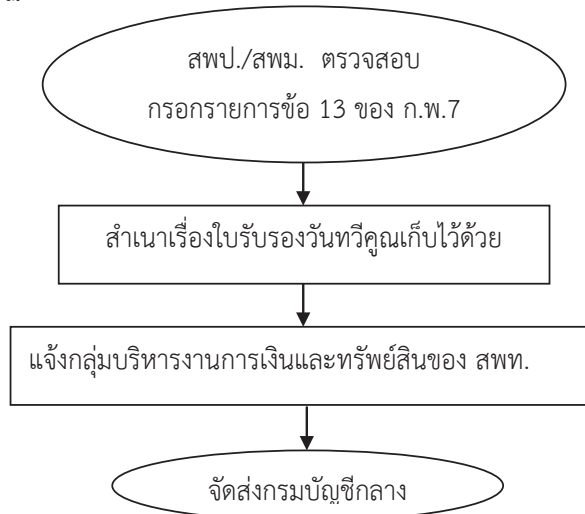 สพป./สพม. ตรวจสอบ
กรอกรายการข้อ 13 ของ ก.พ.7
สำเนาเรื่องใบรับรองวันทวีคูณเก็บไว้ด้วย
แจ้งกลุ่มบริหารงานการเงินและทรัพย์สินของ สพท.
จัดส่งกรมบัญชีกลาง